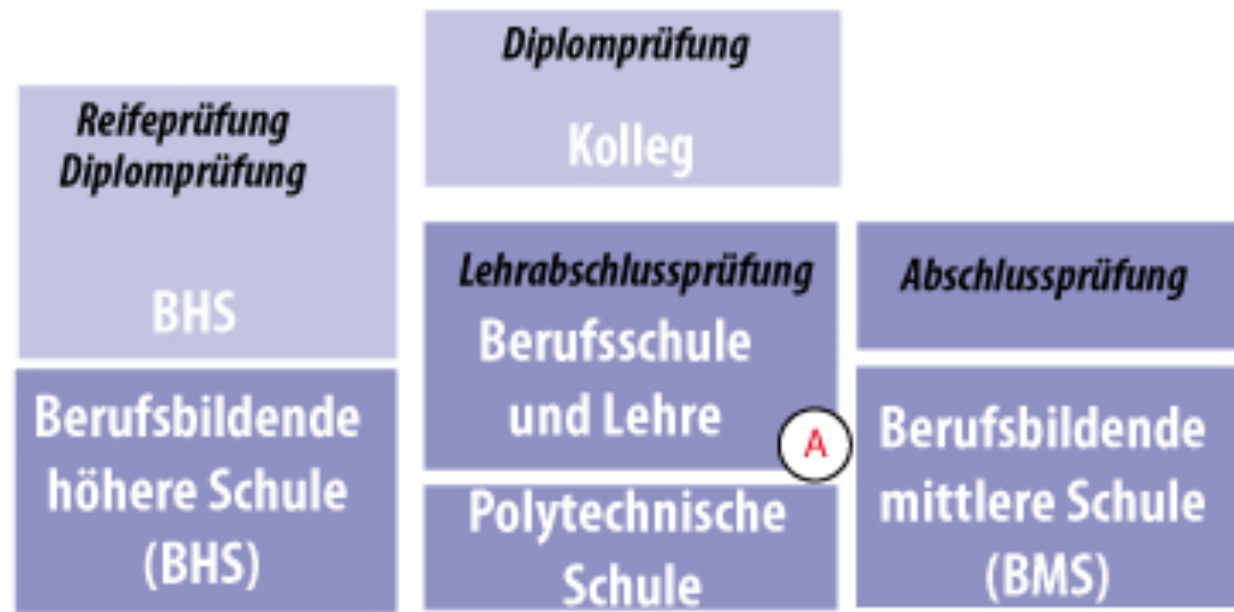 Diplomprüfung
Kolleg
Reifeprüfung
Diplomprüfung
BHS
Berufsbildende
höhere Schule
(BHS)
Lehrabschlussprüfung
Berufsschule
und Lehre
A
Polytechnische
Schule
Abschlussprüfung
Berufsbildende
mittlere Schule
(BMS)